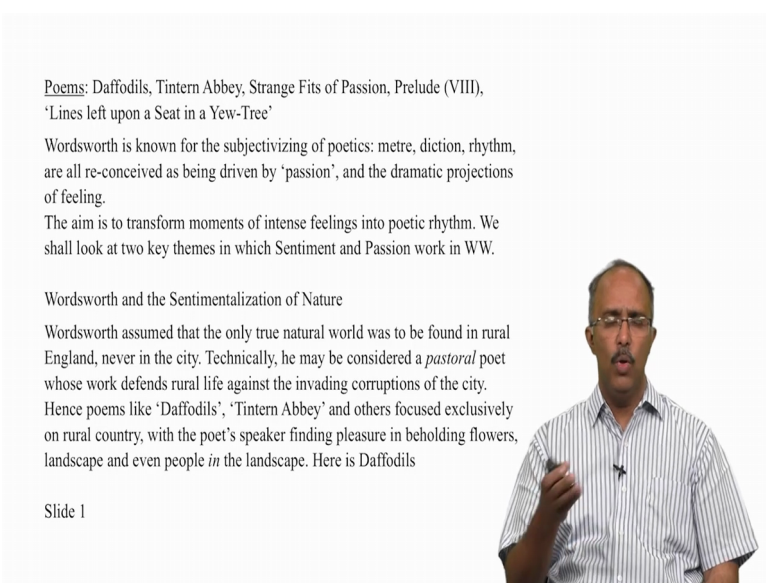 Poems: Daffodils, Tintern Abbey, Strange Fits of Passion, Prelude (VIII),
‘Lines left upon a Seat in a Yew-Tree’
Wordsworth is known for the subjectivizing of poetics: metre, diction, rhythm,
are all re-conceived as being driven by ‘passion’, and the dramatic projections
of feeling.
The aim is to transform moments of intense feelings into poetic rhythm. We
shall look at two key themes in which Sentiment and Passion work in WW.
Wordsworth and the Sentimentalization of Nature
Wordsworth assumed that the only true natural world was to be found in rural
England, never in the city. Technically, he may be considered a pastoral poet
whose work defends rural life against the invading corruptions of the city.
Hence poems like ‘Daffodils’, ‘Tintern Abbey’ and others focused exclusively
on rural country, with the poet’s speaker finding pleasure in beholding flowers,
landscape and even people in the landscape. Here is Daffodils
Slide 1